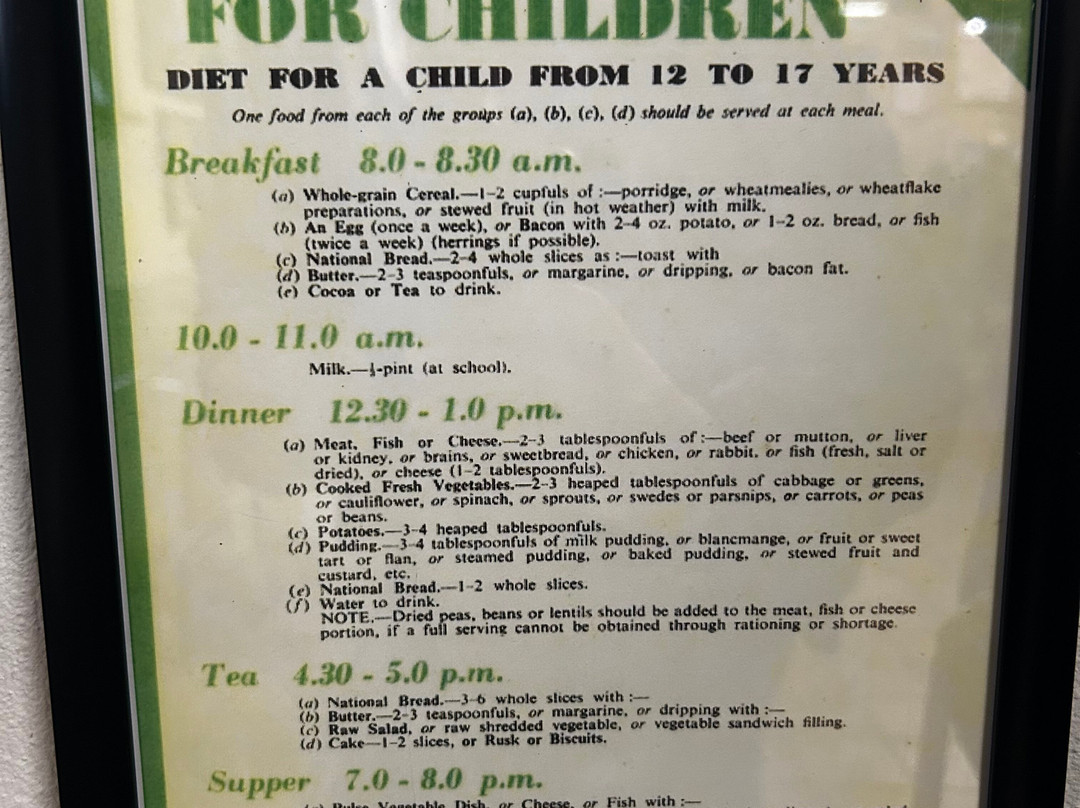 FOR CHILDREN
DIET FOR A CHILD FROM 12 TO 17 YEARS
One food from each of the groups (a), (b), (c), (d) should be served at each meal.
Breakfast 8.0 - 8.30 a.m.
(a) Whole-grain Cereal.—1–2 cupfuls of :—porridge, or wheatmealies, or wheatflake
preparations, or stewed fruit (in hot weather) with milk.
(b) An Egg (once a week), or Bacon with 2–4 oz. potato, or 1–2 oz. bread, or fish
(twice a week) (herrings if possible).
(c) National Bread.—2–4 whole slices as :—toast with
(d) Butter.—2–3 teaspoonfuls, or margarine, or dripping, or bacon fat.
(e) Cocoa or Tea to drink.
10.0 - 11.0 a.m.
Milk.—⅓-pint (at school).
Dinner 12.30 - 1.0 p.m.
(a) Meat, Fish or Cheese.—2–3 tablespoonfuls of :—beef or mutton, or liver
or kidney, or brains, or sweetbread, or chicken, or rabbit, or fish (fresh, salt or
dried), or cheese (1–2 tablespoonfuls).
(b) Cooked Fresh Vegetables.—2–3 heaped tablespoonfuls of cabbage or greens,
or cauliflower, or spinach, or sprouts, or swedes or parsnips, or carrots, or peas
or beans.
(c) Potatoes.—3–4 heaped tablespoonfuls.
(d) Pudding.—3–4 tablespoonfuls of milk pudding, or blancmange, or fruit or sweet
tart or flan, or steamed pudding, or baked pudding, or stewed fruit and
custard, etc.
(e) National Bread.—1–2 whole slices.
(f) Water to drink.
NOTE.—Dried peas, beans or lentils should be added to the meat, fish or cheese
portion, if a full serving cannot be obtained through rationing or shortage.
Tea 4.30 - 5.0 p.m.
(a) National Bread.—3–6 whole slices with :—
(b) Butter.—2–3 teaspoonfuls, or margarine, or dripping with :—
(c) Raw Salad, or raw shredded vegetable, or vegetable sandwich filling.
(d) Cake—1–2 slices, or Rusk or Biscuits.
Supper 7.0 - 8.0 p.m.
(a) Pulse Vegetable Dish, or Cheese, or Fish with :—